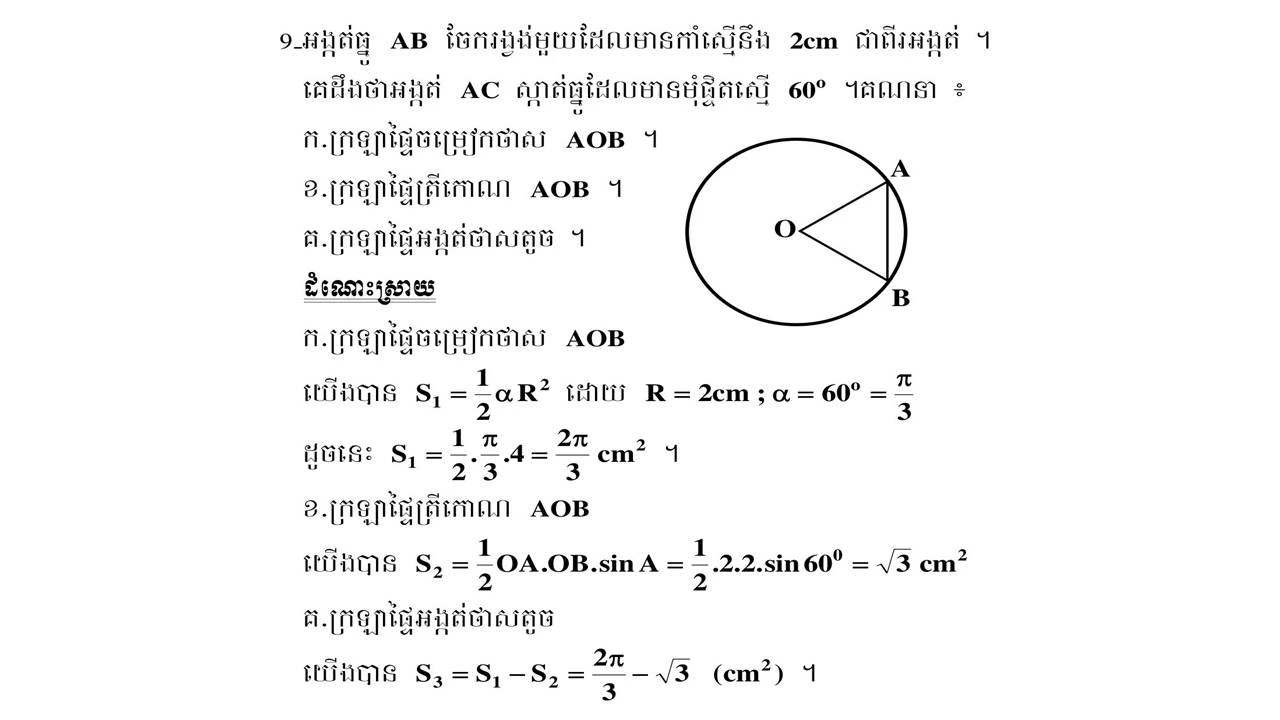 9_អង្កត់ធ្នូ AB ចែករង្វង់មួយដែលមានកាំស្មើនឹង 2cm ជាពីរអង្កត់ ។
គេដឹងថាអង្កត់ AC ស្កាត់ធ្នូដែលមានមុំផ្ចិតស្មើ 60º ។គណនា ៖
ក.ក្រឡាផ្ទៃចម្រៀកថាស AOB ។
ខ.ក្រឡាផ្ទៃត្រីកោណ AOB ។
គ.ក្រឡាផ្ទៃអង្កត់ថាសតូច ។
A
O
B
ដំណោះស្រាយ
ក.ក្រឡាផ្ទៃចម្រៀកថាស AOB
យើងបាន S₁ = 1/2 α R² ដោយ R = 2cm ; α = 60º = π/3
ដូចនេះ S₁ = 1/2 . π/3 .4 = 2π/3 cm² ។
ខ.ក្រឡាផ្ទៃត្រីកោណ AOB
យើងបាន S₂ = 1/2 OA.OB.sin A = 1/2 .2.2.sin 60⁰ = √3 cm²
គ.ក្រឡាផ្ទៃអង្កត់ថាសតូច
យើងបាន S₃ = S₁ − S₂ = 2π/3 − √3 (cm²) ។